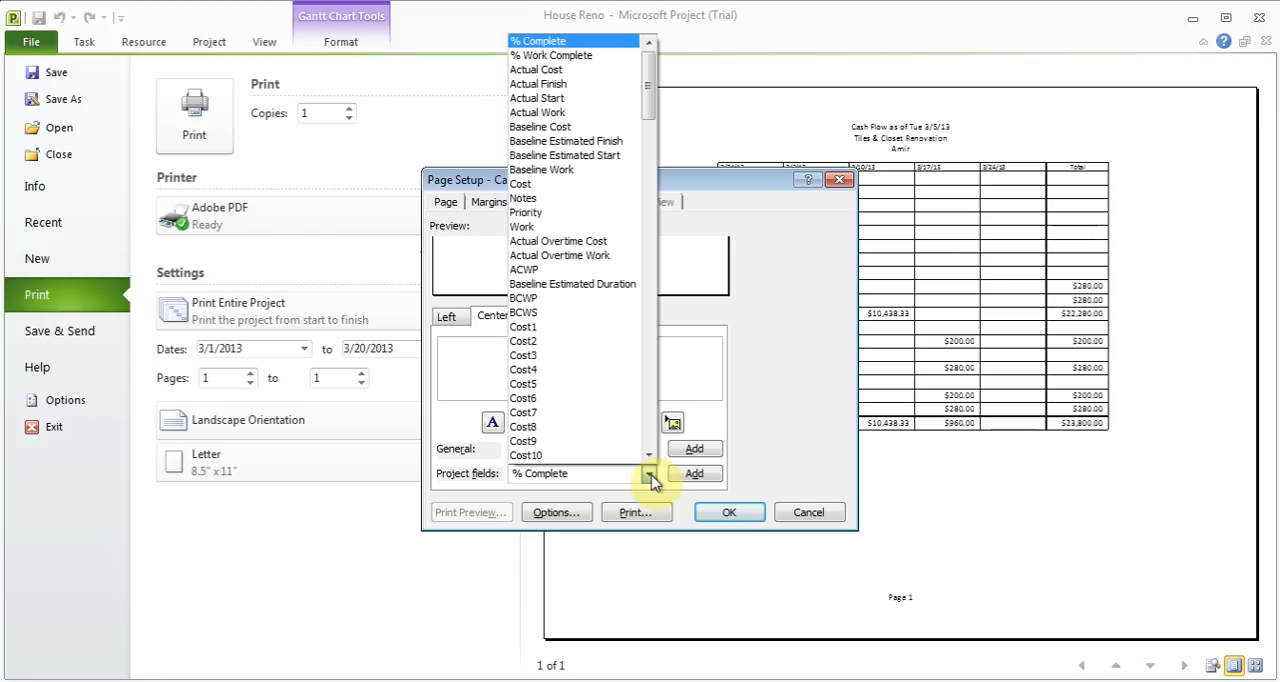 House Reno - Microsoft Project (Trial)
Gantt Chart Tools
File Task Resource Project View Format
Save
Save As
Open
Close
Info
Recent
New
Print
Save & Send
Help
Options
Exit
Print
Print
Copies: 1
Printer
Adobe PDF
Ready
Settings
Print Entire Project
Print the project from start to finish
Dates: 3/1/2013 to 3/20/2013
Pages: 1 to 1
Landscape Orientation
Letter
8.5" x 11"
% Complete
% Work Complete
Actual Cost
Actual Finish
Actual Start
Actual Work
Baseline Cost
Baseline Estimated Finish
Baseline Estimated Start
Baseline Work
Cost
Notes
Priority
Work
Actual Overtime Cost
Actual Overtime Work
ACWP
Baseline Estimated Duration
BCWP
BCWS
Cost1
Cost2
Cost3
Cost4
Cost5
Cost6
Cost7
Cost8
Cost9
Cost10
Page Setup - Ca
Page Margins
Preview:
Left Center
A
General: Add
Project fields: % Complete Add
Print Preview... Options... Print... OK Cancel
Cash Flow as of Tue 3/5/13
Tiles & Closet Renovation
Amir
3/17/13 3/24/13 Total
$280.00
$280.00
$10,438.33 $22,280.00
$200.00 $200.00
$280.00 $280.00
$200.00 $200.00
$280.00 $280.00
$10,438.33 $960.00 $23,800.00
Page 1
1 of 1